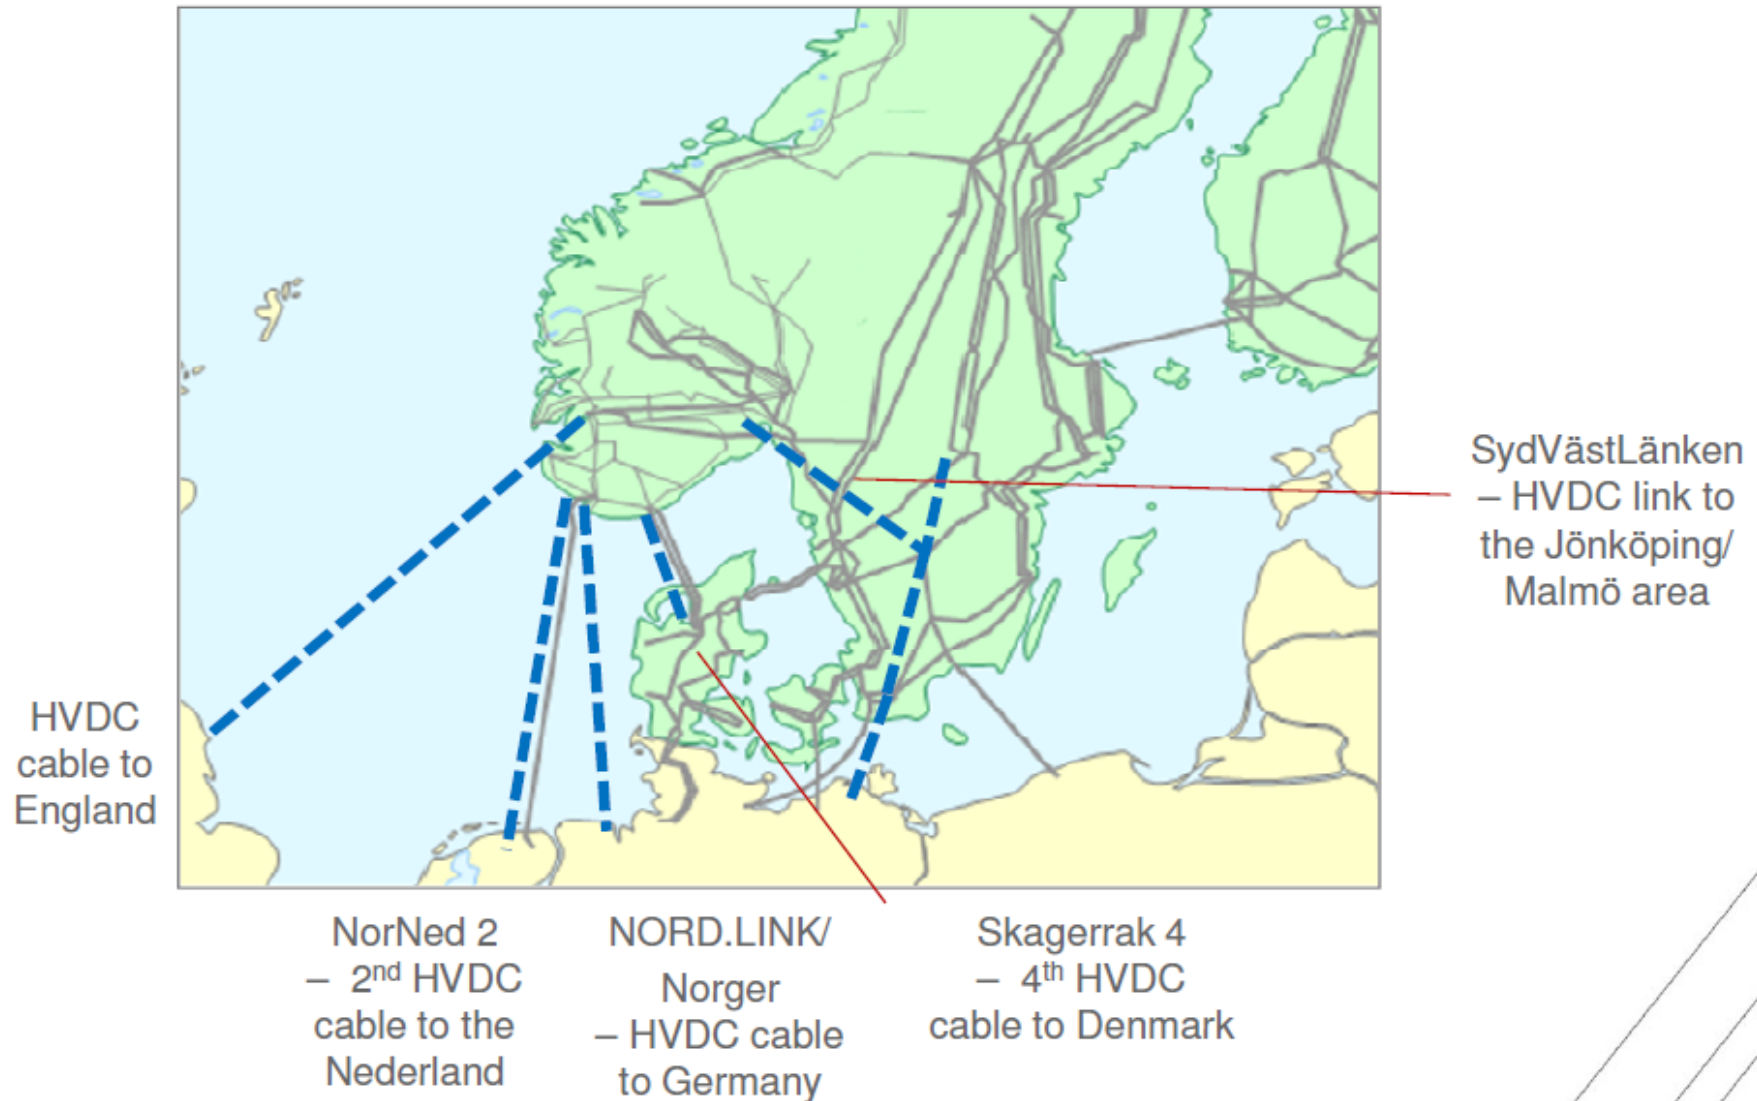 SydVästLänken
– HVDC link to
the Jönköping/
Malmö area
HVDC
cable to
England
NorNed 2
– 2nd HVDC
cable to the
Nederland
NORD.LINK/
Norger
– HVDC cable
to Germany
Skagerrak 4
– 4th HVDC
cable to Denmark